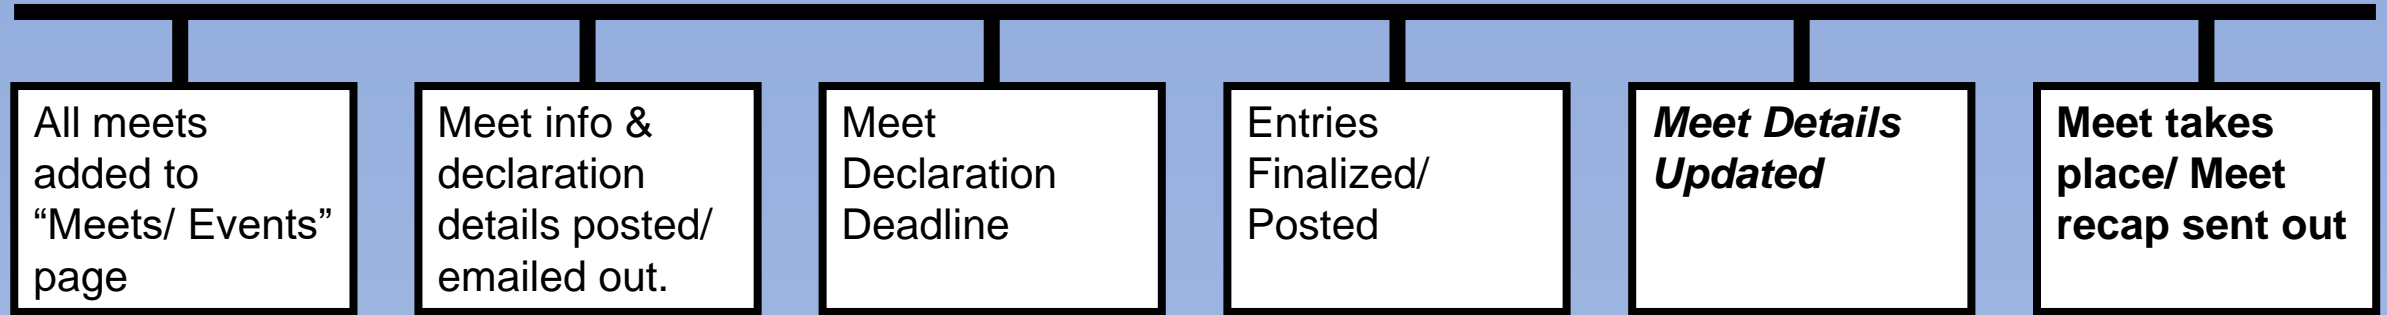 All meets
added to
“Meets/ Events”
page
Meet info &
declaration
details posted/
emailed out.
Meet
Declaration
Deadline
Entries
Finalized/
Posted
Meet Details
Updated
Meet takes
place/ Meet
recap sent out